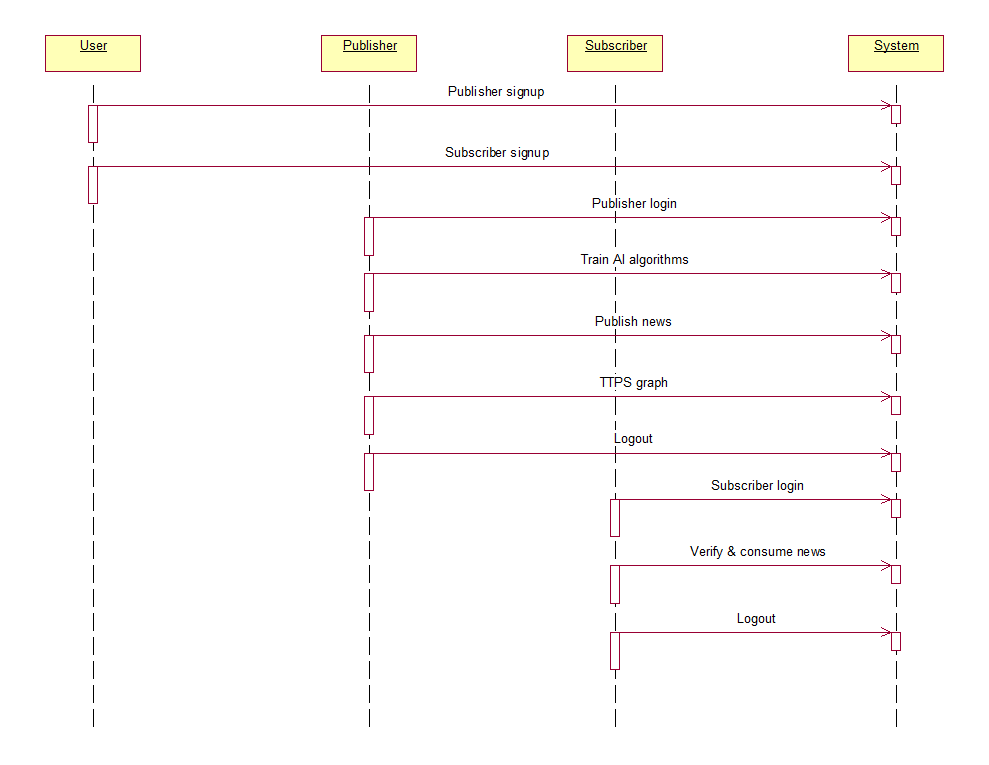 User
Publisher
Subscriber
System
Publisher signup
Subscriber signup
Publisher login
Train AI algorithms
Publish news
TTPS graph
Logout
Subscriber login
Verify & consume news
Logout